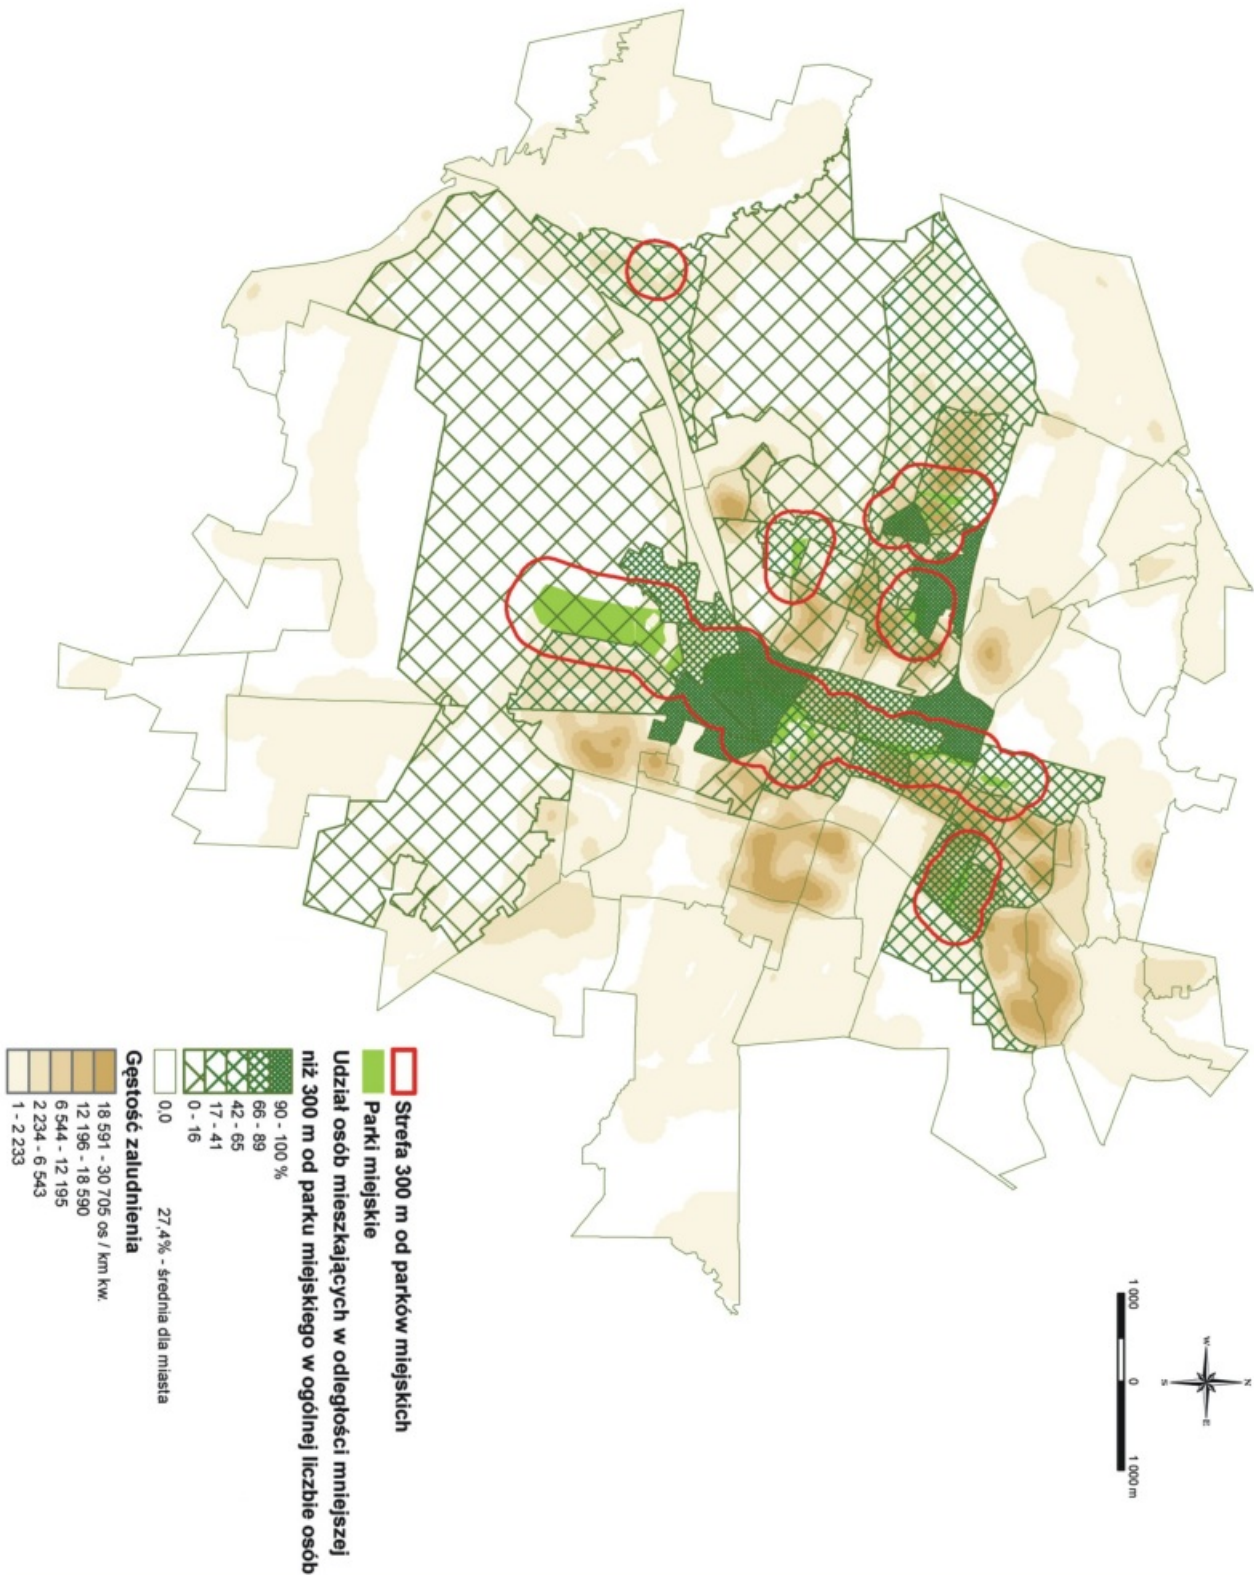 Strefa 300 m od parków miejskich
Parki miejskie
Udział osób mieszkających w odległości mniejszej
niż 300 m od parku miejskiego w ogólnej liczbie osób
90 - 100 %
66 - 89
42 - 65
17 - 41
0 - 16
0,0
27,4% - średnia dla miasta
Gęstość zaludnienia
18 591 - 30 705 os / km kw.
12 196 - 18 590
6 544 - 12 195
2 234 - 6 543
1 - 2 233
N
W
E
S
1 000
0
1 000 m